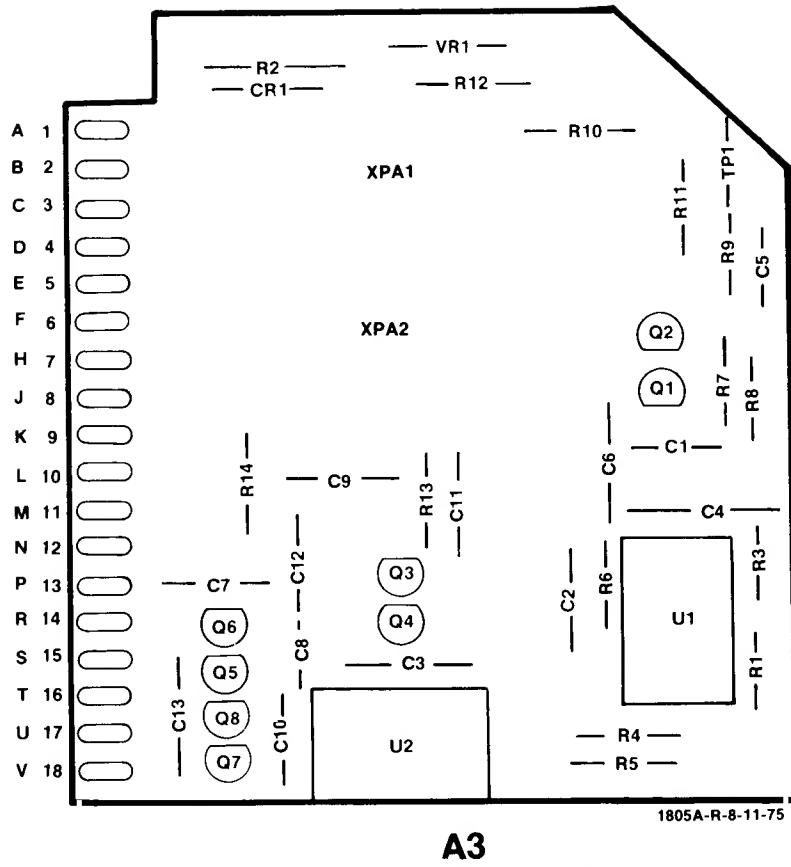 VR1
R2
CR1
R12
A 1
R10
TP1
B 2
XPA1
R11
C 3
D 4
R9
C5
E 5
F 6
XPA2
Q2
H 7
R7
J 8
Q1
R8
K 9
C1
L 10
R14
C9
R13
C11
C6
M 11
C4
N 12
C12
R3
P 13
C7
Q3
C2
R6
R 14
Q6
Q4
U1
S 15
C8
C3
R1
Q5
T 16
C13
Q8
C10
U 17
U2
R4
V 18
Q7
R5
1805A-R-8-11-75
A3